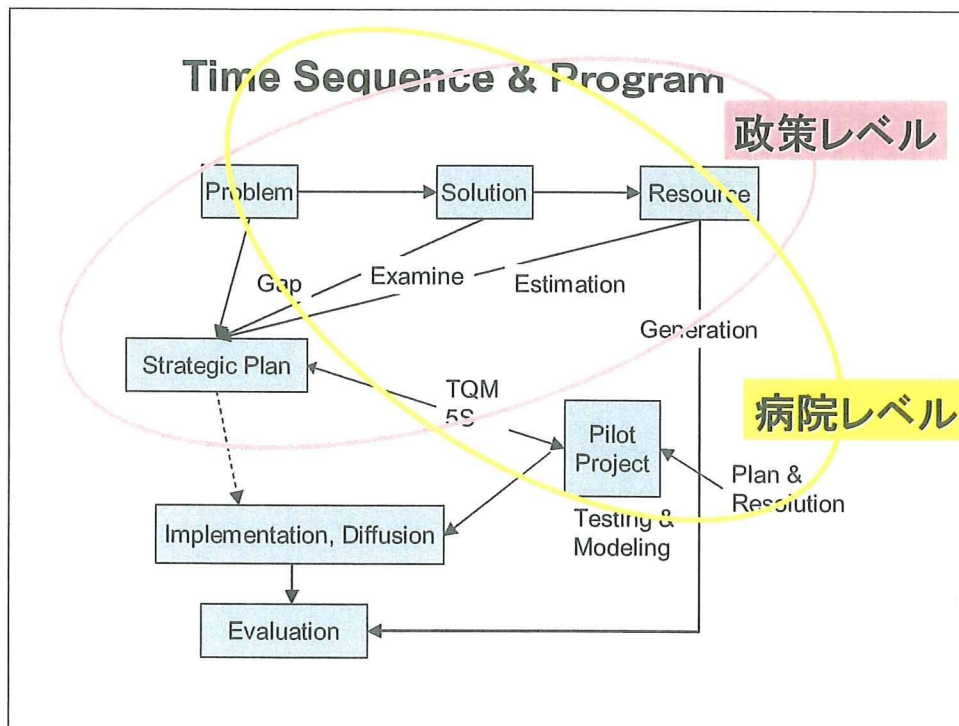 Time Sequence & Program
政策レベル
Problem
Solution
Resource
Gap
Examine
Estimation
Generation
Strategic Plan
TQM
5S
病院レベル
Pilot
Project
Plan &
Resolution
Testing &
Modeling
Implementation, Diffusion
Evaluation